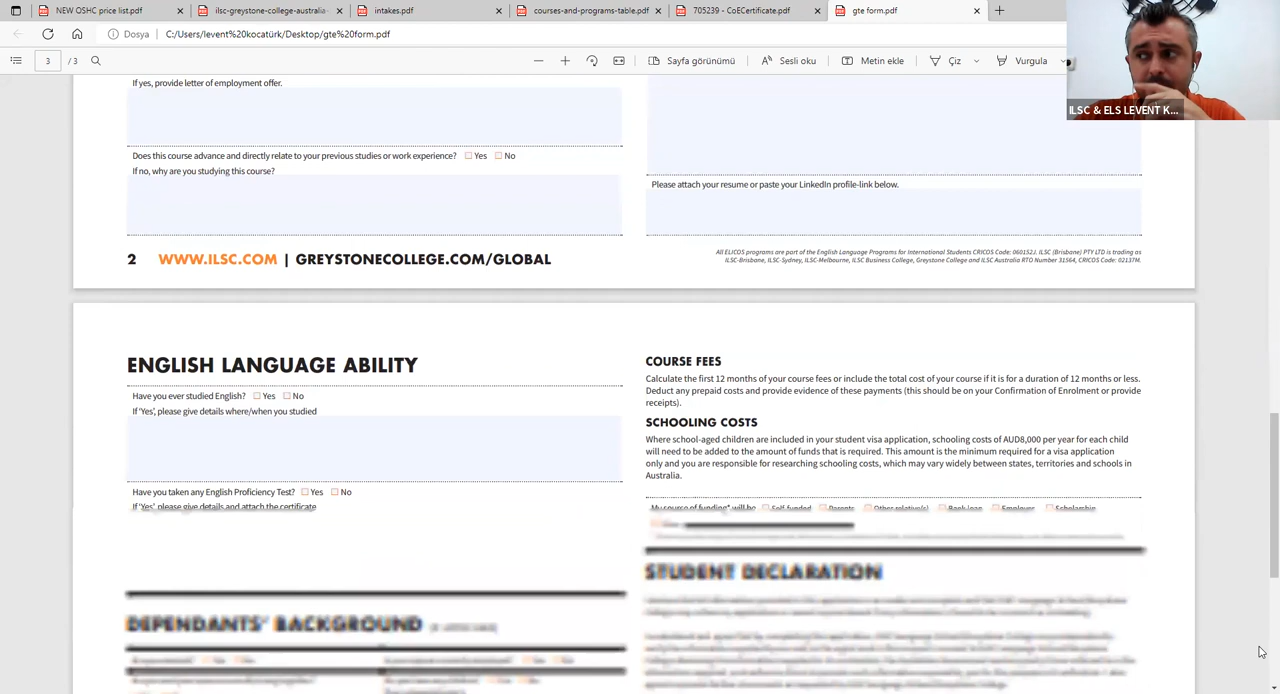 NEW OSHC price list.pdf
ilsc-greystone-college-australia-
intakes.pdf
courses-and-programs-table.pdf
705239 - CoECertificate.pdf
gte form.pdf
Dosya
C:/Users/levent%20kocatürk/Desktop/gte%20form.pdf
3 / 3
Sayfa görünümü
Sesli oku
Metin ekle
Çiz
Vurgula
ILSC & ELS LEVENT K...
If yes, provide letter of employment offer.
Does this course advance and directly relate to your previous studies or work experience? Yes No
If no, why are you studying this course?
Please attach your resume or paste your LinkedIn profile-link below.
2 WWW.ILSC.COM | GREYSTONECOLLEGE.COM/GLOBAL
All ELICOS programs are part of the English Language Programs for International Students CRICOS Code: 060152J. ILSC (Brisbane) PTY LTD is trading as
ILSC-Brisbane, ILSC-Sydney, ILSC-Melbourne, ILSC Business College, Greystone College and ILSC Australia RTO Number 31564, CRICOS Code: 02137M.
ENGLISH LANGUAGE ABILITY
Have you ever studied English? Yes No
If 'Yes', please give details where/when you studied
Have you taken any English Proficiency Test? Yes No
If 'Yes', please give details and attach the certificate
DEPENDANTS' BACKGROUND
COURSE FEES
Calculate the first 12 months of your course fees or include the total cost of your course if it is for a duration of 12 months or less.
Deduct any prepaid costs and provide evidence of these payments (this should be on your Confirmation of Enrolment or provide
receipts).
SCHOOLING COSTS
Where school-aged children are included in your student visa application, schooling costs of AUD8,000 per year for each child
will need to be added to the amount of funds that is required. This amount is the minimum required for a visa application
only and you are responsible for researching schooling costs, which may vary widely between states, territories and schools in
Australia.
My source of funding* will be Self-funded Parents Other relative(s) Bank loan Employer Scholarship
STUDENT DECLARATION